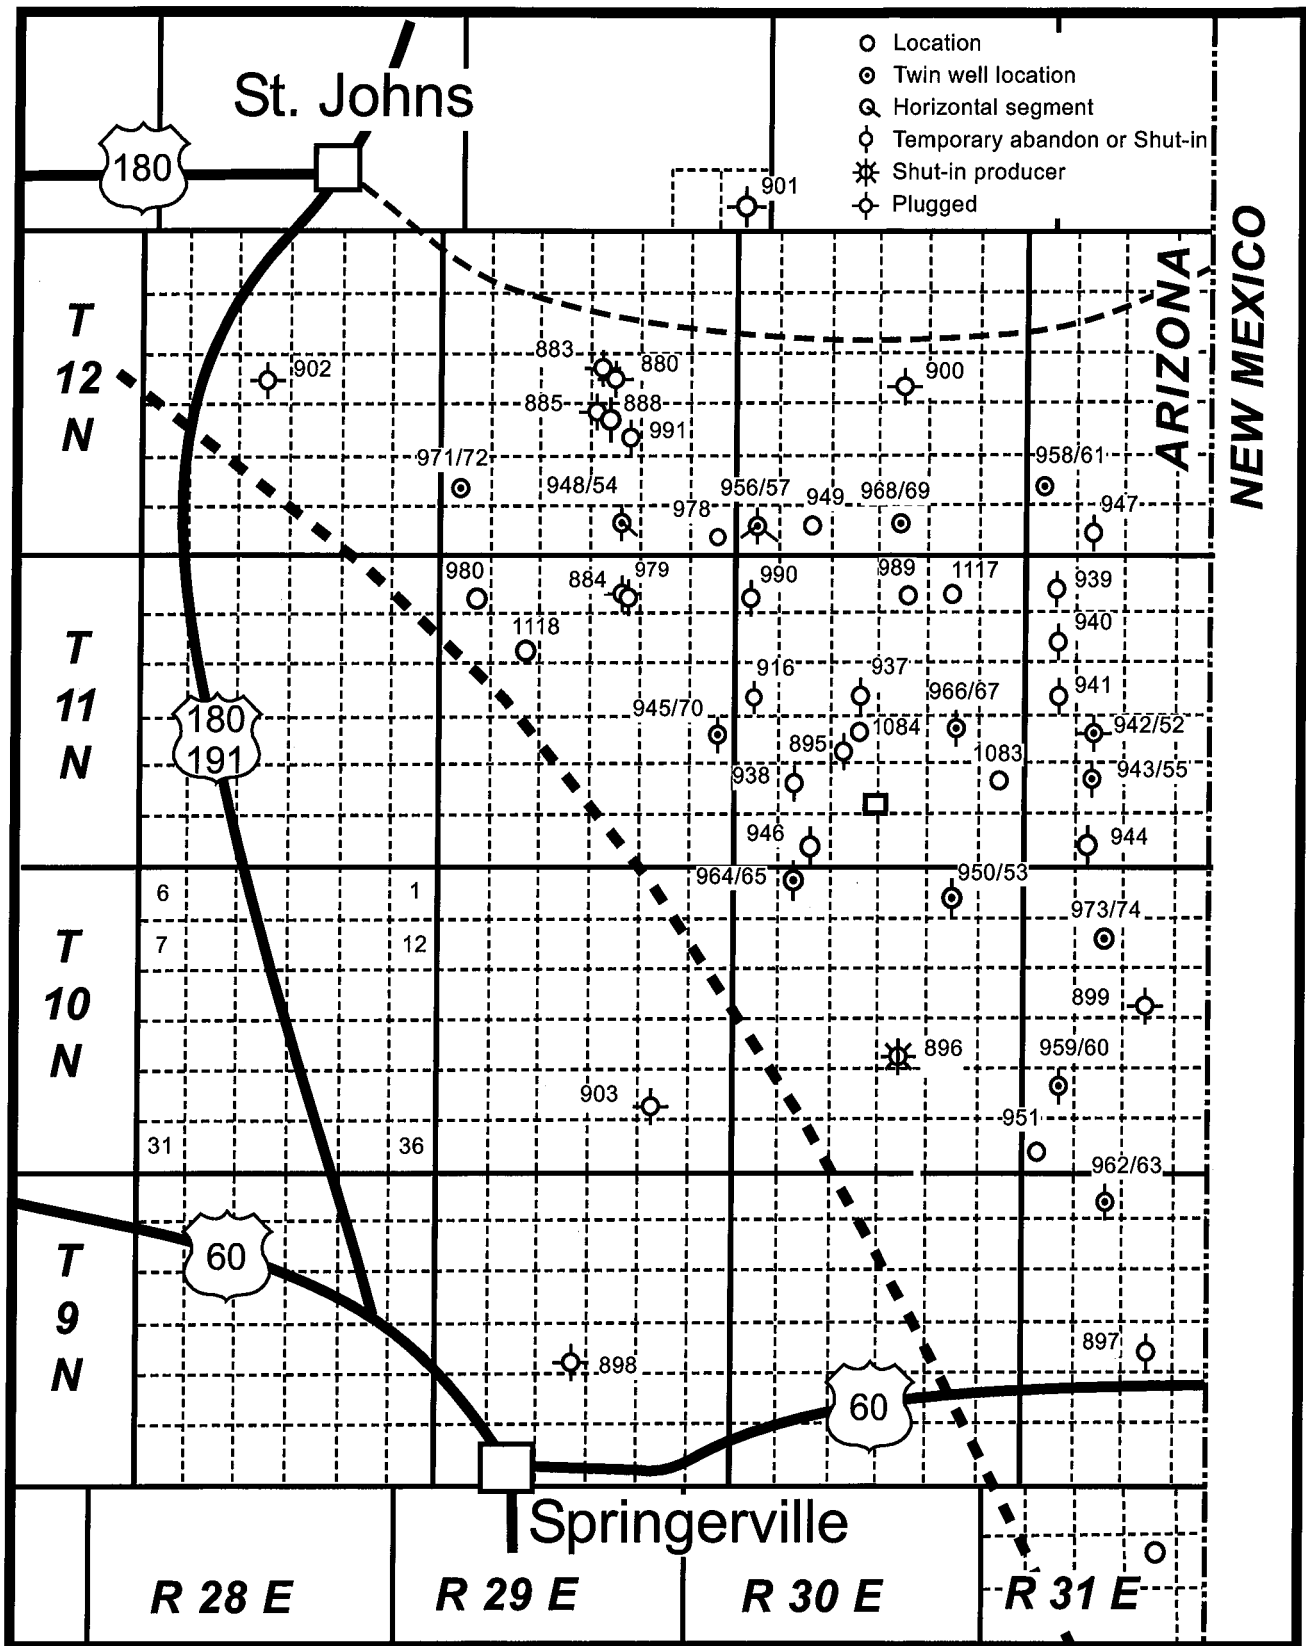 Location
Twin well location
Horizontal segment
Temporary abandon or Shut-in
Shut-in producer
Plugged
St. Johns
180
901
ARIZONA
NEW MEXICO
T
12
N
883
880
902
900
885
888
991
971/72
958/61
948/54
956/57
949
968/69
978
947
T
11
N
980
884
979
990
989
1117
939
1118
940
916
937
941
945/70
966/67
1084
942/52
895
1083
943/55
938
180
191
946
944
964/65
950/53
T
10
N
6
1
7
12
31
36
973/74
899
896
959/60
903
951
962/63
T
9
N
60
897
898
60
Springerville
R 28 E
R 29 E
R 30 E
R 31 E